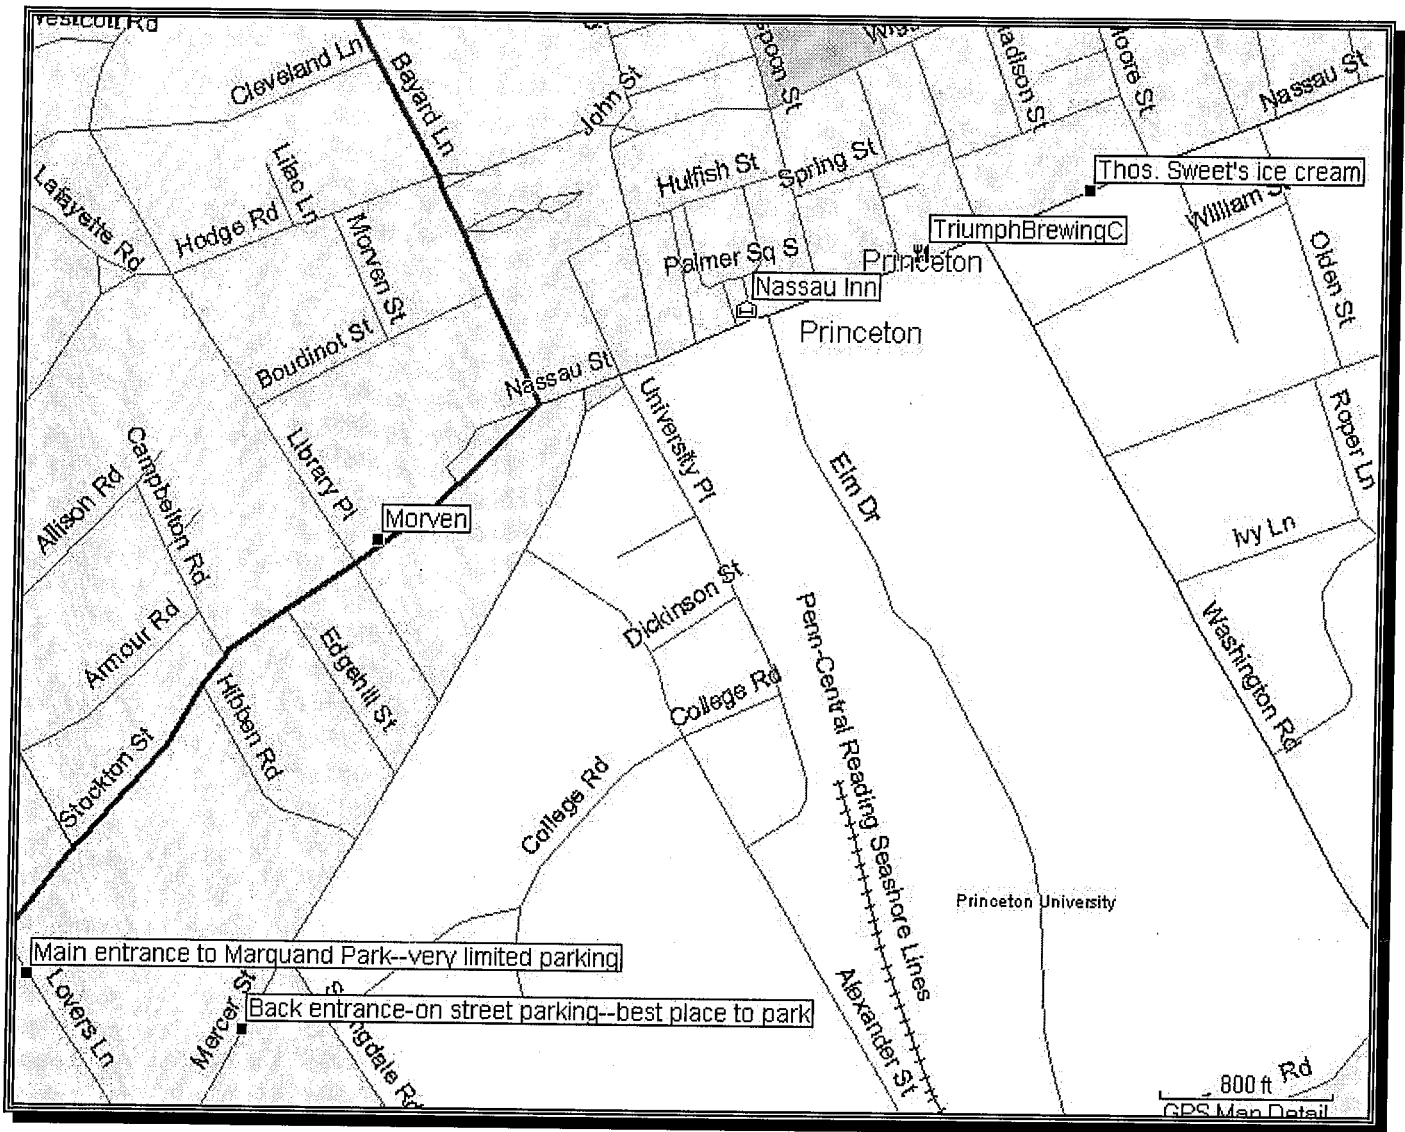 Cleveland Ln
Bayard Ln
John St
Moore St
Nassau St
Lilac Ln
Hulfish St
Spring St
Thos. Sweet's ice cream
Lafayette Rd
Hodge Rd
Morven St
William St
TriumphBrewingC
Palmer Sq S
Princeton
Nassau Inn
Olden St
Princeton
Boudinot St
Nassau St
University Pl
Roper Ln
Campbelton Rd
Library Pl
Elm Dr
Allison Rd
Morven
Ivy Ln
Dickinson St
Penn-Central Reading Seashore Lines
Armour Rd
Edgehill St
Washington Rd
College Rd
Hibben Rd
Stockton St
College Rd
Princeton University
Main entrance to Marquand Park--very limited parking
Lovers Ln
Mercer St
Back entrance-on street parking--best place to park
Alexander St
ngdale Rd
Rd
800 ft
GPS Map Detail